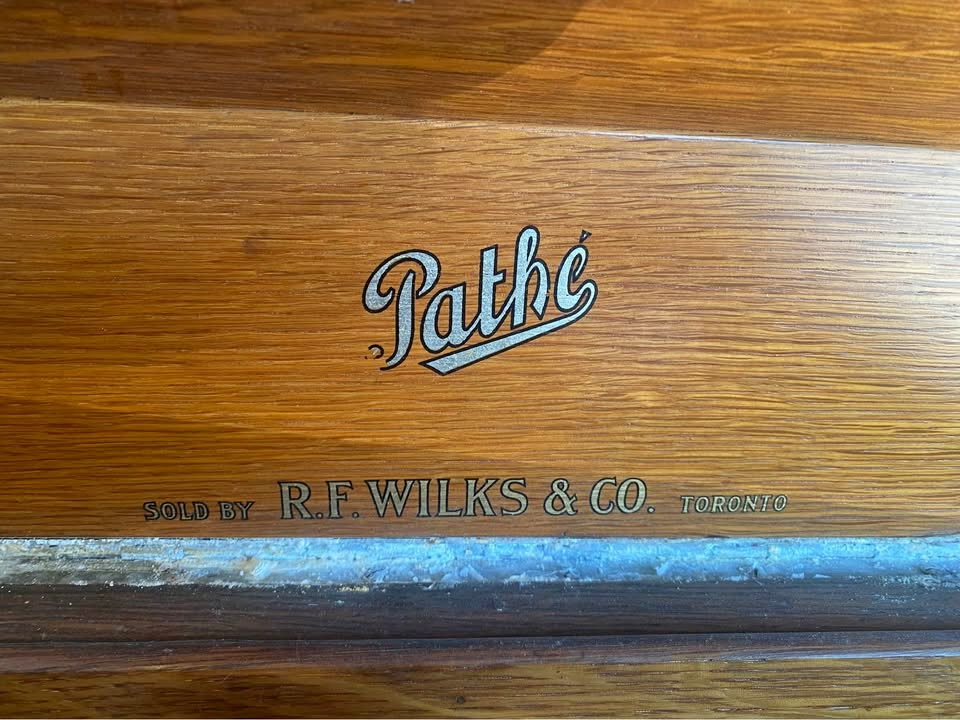 Pathé
SOLD BY R.F. WILKS & CO. TORONTO